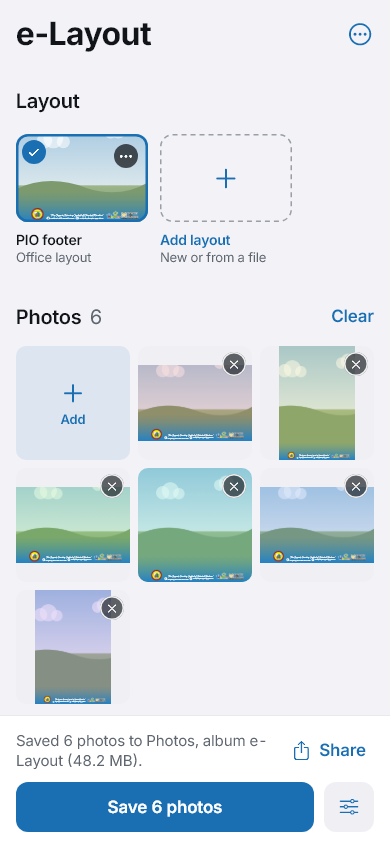 e-Layout
Layout
PIO footer
Office layout
Add layout
New or from a file
Photos 6
Clear
Add
Saved 6 photos to Photos, album e-
Layout (48.2 MB).
Share
Save 6 photos